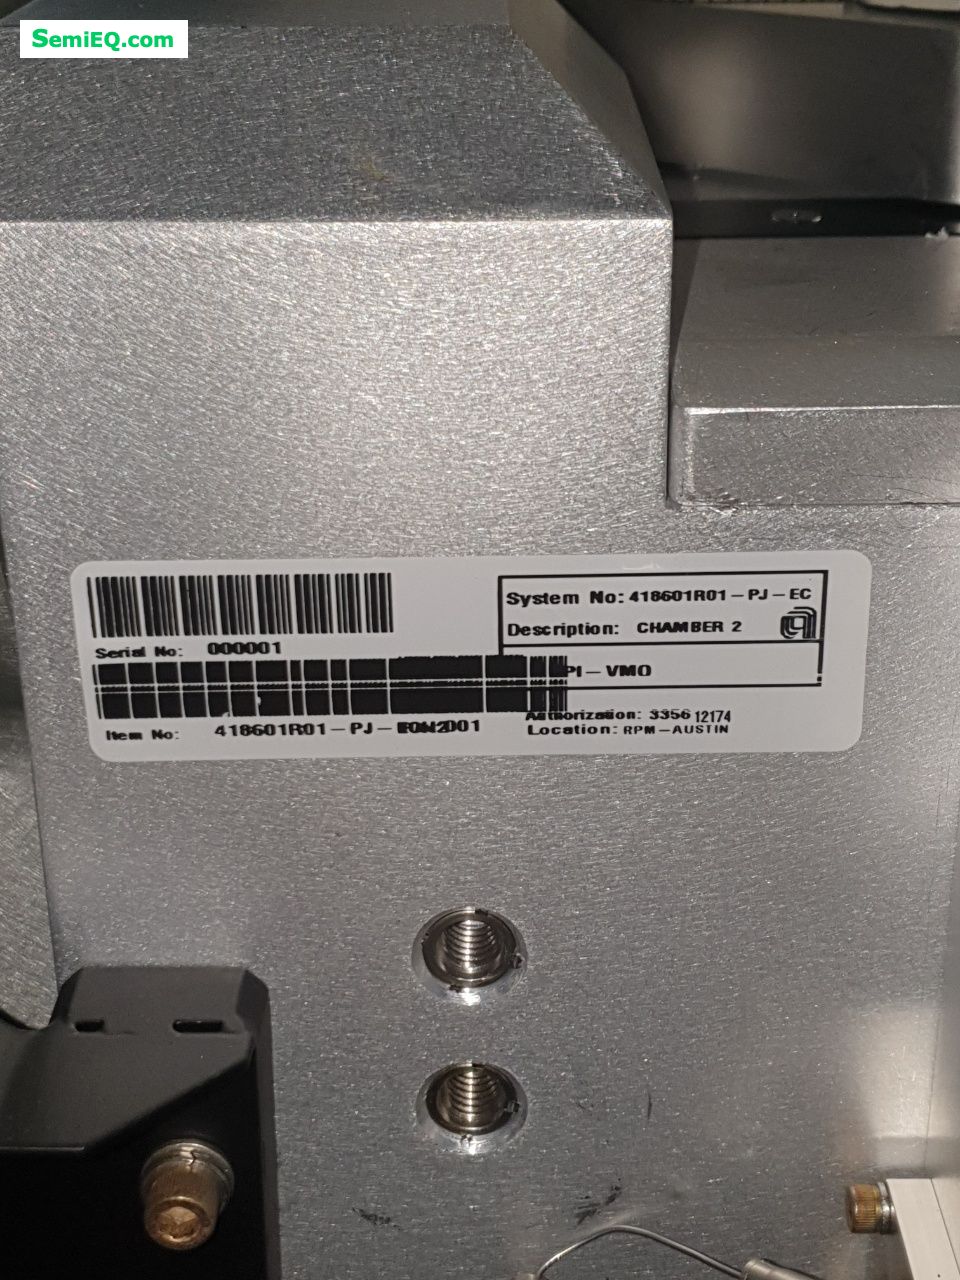 SemiEQ.com
System No: 418601R01-PJ-EC
Description: CHAMBER 2
Serial No: 000001
PI-VMO
Item No: 418601R01-PJ-
Authorization: 3356 12174
Location: RPM-AUSTIN